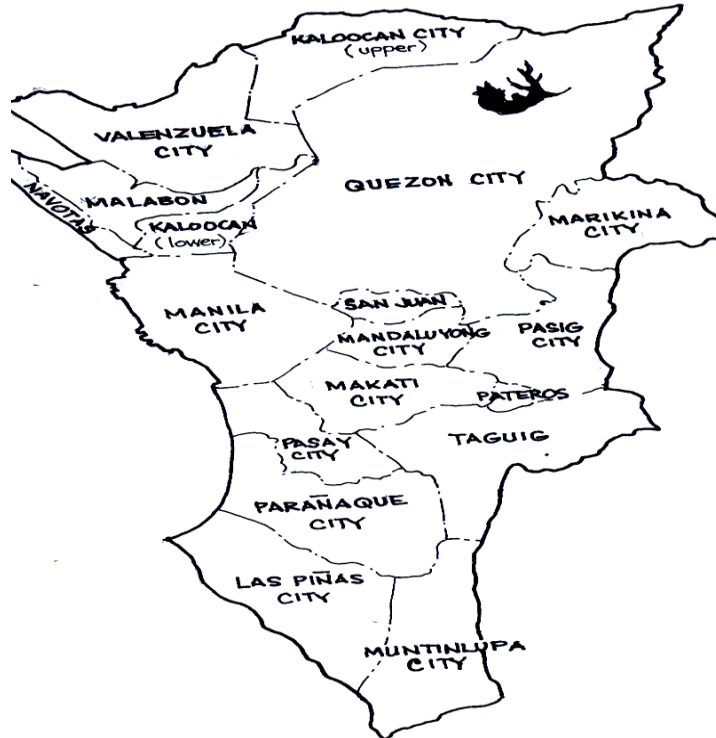 KALOOCAN CITY
(upper)
VALENZUELA
CITY
QUEZON CITY
NAVOTAS
MALABON
KALOOCAN
(lower)
MARIKINA
CITY
MANILA
CITY
SAN JUAN
MANDALUYONG
CITY
PASIG
CITY
MAKATI
CITY
PATEROS
TAGUIG
PASAY
CITY
PARAÑAQUE
CITY
LAS PIÑAS
CITY
MUNTINLUPA
CITY